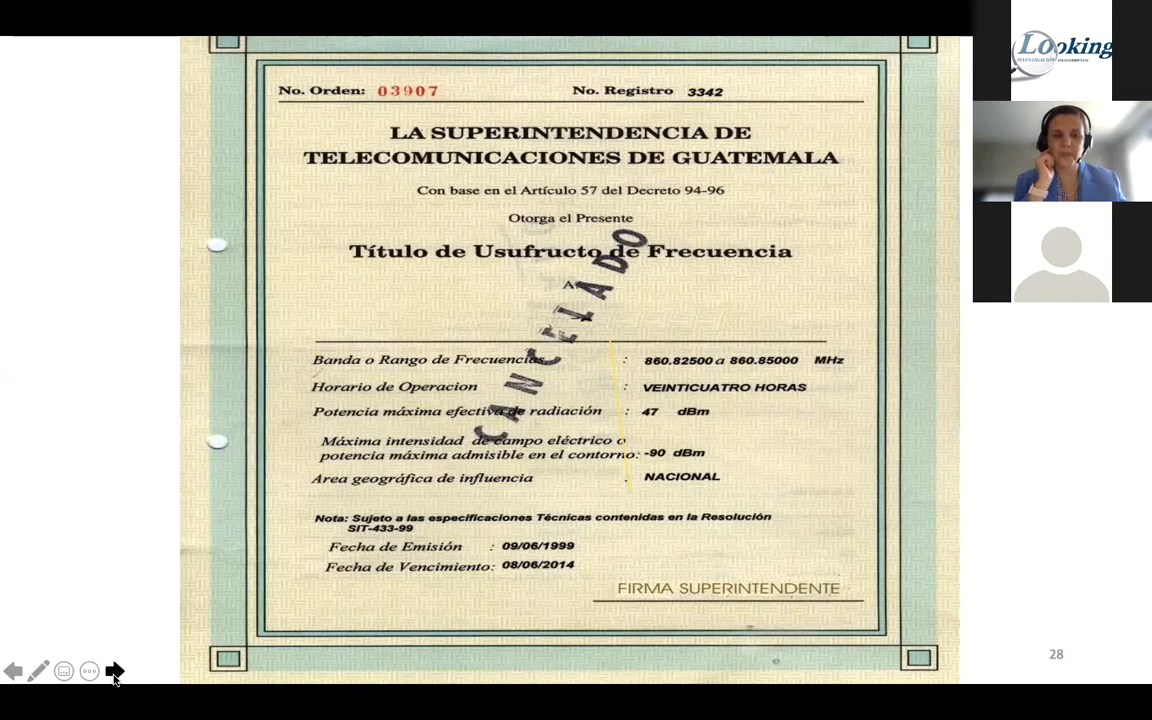 No. Orden: 03907 No. Registro 3342
LA SUPERINTENDENCIA DE
TELECOMUNICACIONES DE GUATEMALA
Con base en el Artículo 57 del Decreto 94-96
Otorga el Presente
Título de Usufructo de Frecuencia
A
CANCELADO
Banda o Rango de Frecuencias : 860.82500 a 860.85000 MHz
Horario de Operacion : VEINTICUATRO HORAS
Potencia máxima efectiva de radiación : 47 dBm
Máxima intensidad de campo eléctrico o
potencia máxima admisible en el contorno: -90 dBm
Area geográfica de influencia : NACIONAL
Nota: Sujeto a las especificaciones Técnicas contenidas en la Resolución
SIT-433-99
Fecha de Emisión : 09/06/1999
Fecha de Vencimiento: 08/06/2014
FIRMA SUPERINTENDENTE
28
Looking
INVESTIGACIÓN